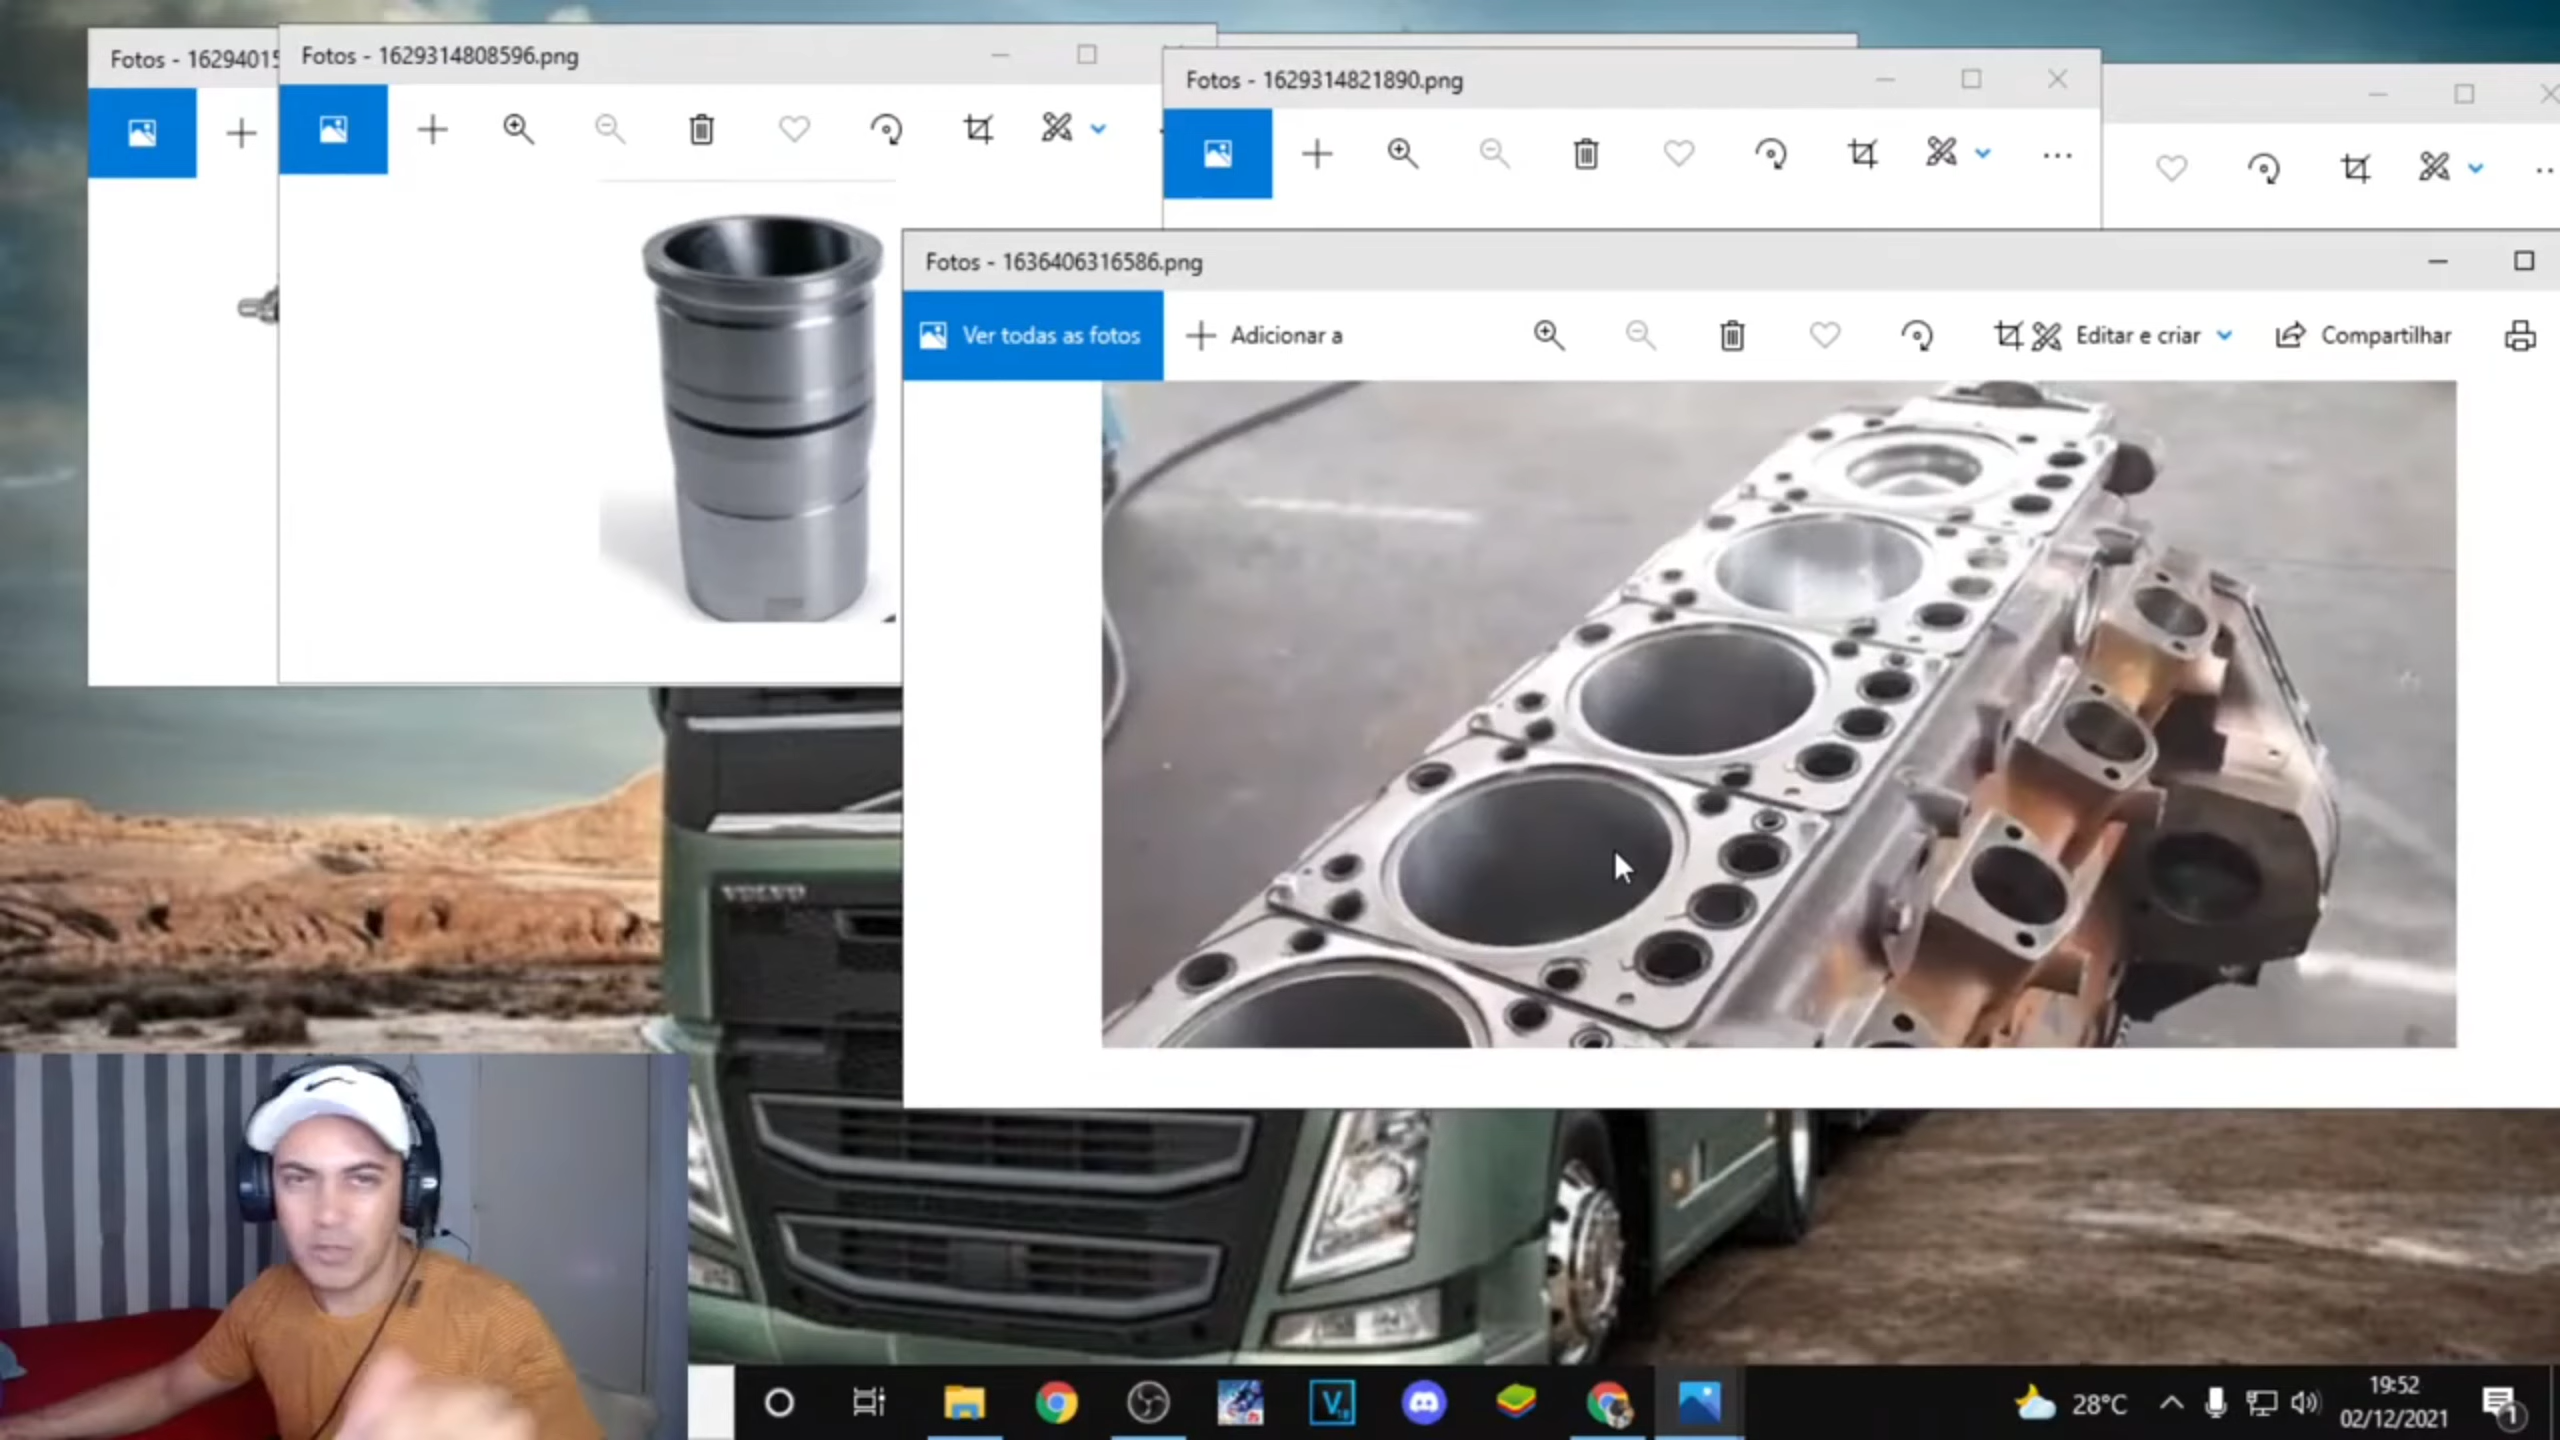 Fotos - 16294015
Fotos - 1629314808596.png
Fotos - 1629314821890.png
Fotos - 1636406316586.png
Ver todas as fotos
Adicionar a
Editar e criar
Compartilhar
VOLVO
28°C
19:52
02/12/2021
1